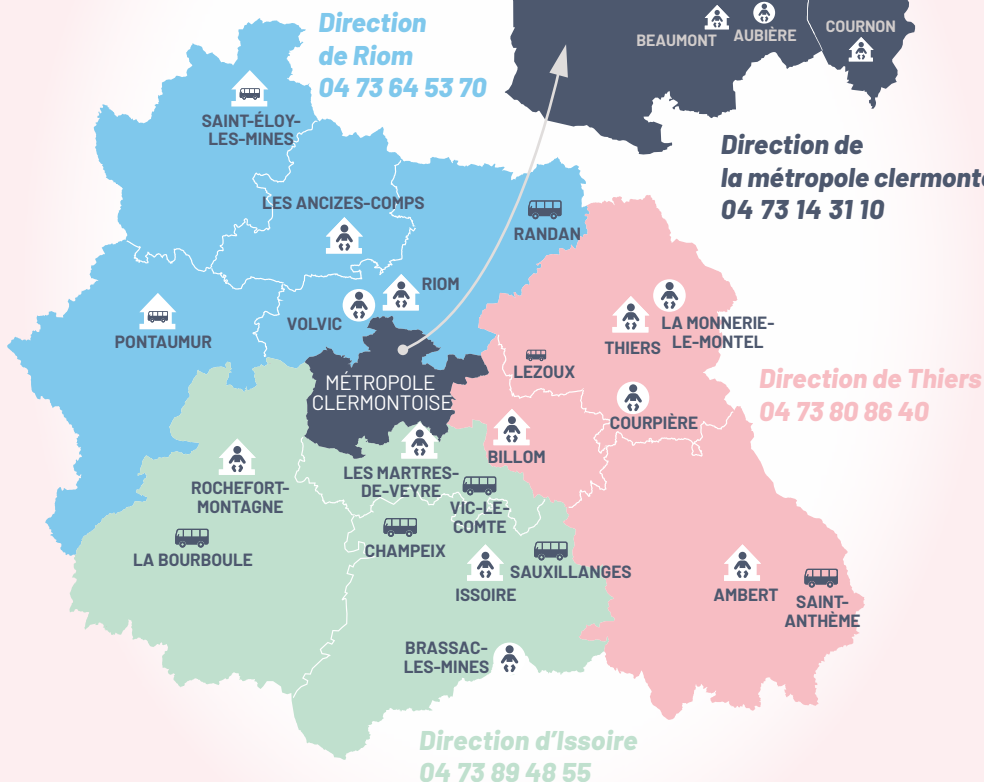 Direction
de Riom
04 73 64 53 70
BEAUMONT
AUBIÈRE
COURNON
Direction de
la métropole
04 73 14 31 10
SAINT-ÉLOY-
LES-MINES
LES ANCIZES-COMPS
RANDAN
RIOM
VOLVIC
PONTAUMUR
MÉTROPOLE
CLERMONTOISE
THIERS
LA MONNERIE-
LE-MONTEL
LEZOUX
COURPIÈRE
BILLOM
Direction de Thiers
04 73 80 86 40
ROCHEFORT-
MONTAGNE
LES MARTRES-
DE-VEYRE
VIC-LE-
COMTE
LA BOURBOULE
CHAMPEIX
SAUXILLANGES
ISSOIRE
AMBERT
SAINT-
ANTHÈME
BRASSAC-
LES-MINES
Direction d'Issoire
04 73 89 48 55